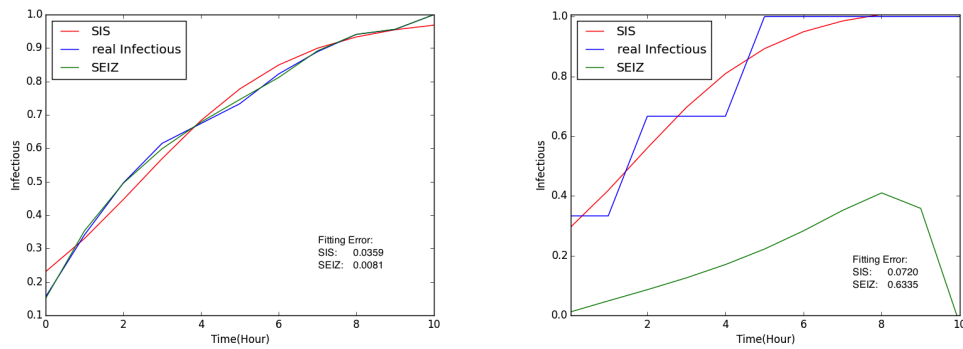 SIS
real Infectious
SEIZ
1.0
0.9
0.8
0.7
0.6
0.5
0.4
0.3
0.2
0.1
Infectious
Fitting Error:
SIS: 0.0359
SEIZ: 0.0081
0 2 4 6 8 10
Time(Hour)
SIS
real Infectious
SEIZ
1.0
0.8
0.6
0.4
0.2
0.0
Infectious
Fitting Error:
SIS: 0.0720
SEIZ: 0.6335
2 4 6 8 10
Time(Hour)